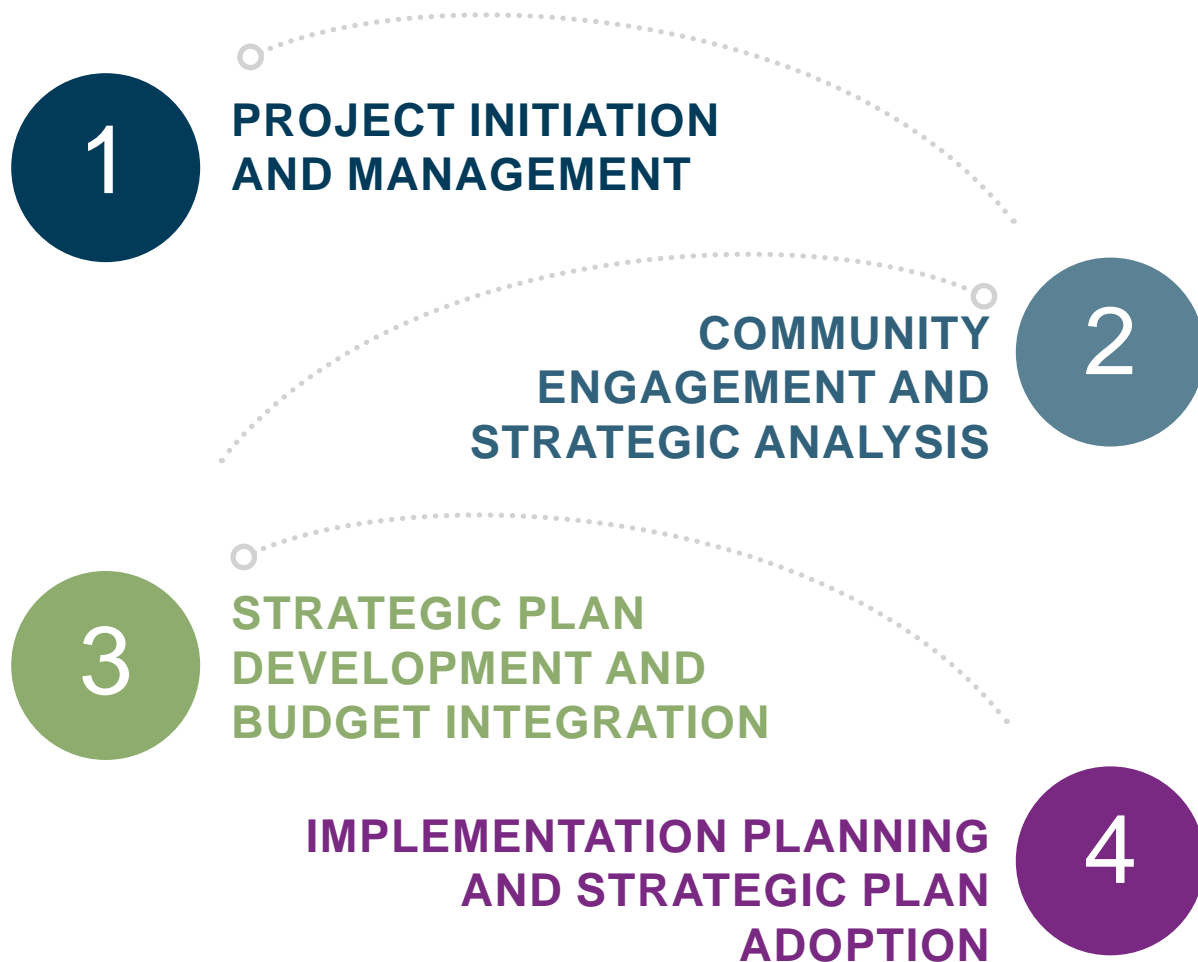 1
PROJECT INITIATION
AND MANAGEMENT
2
COMMUNITY
ENGAGEMENT AND
STRATEGIC ANALYSIS
3
STRATEGIC PLAN
DEVELOPMENT AND
BUDGET INTEGRATION
4
IMPLEMENTATION PLANNING
AND STRATEGIC PLAN
ADOPTION